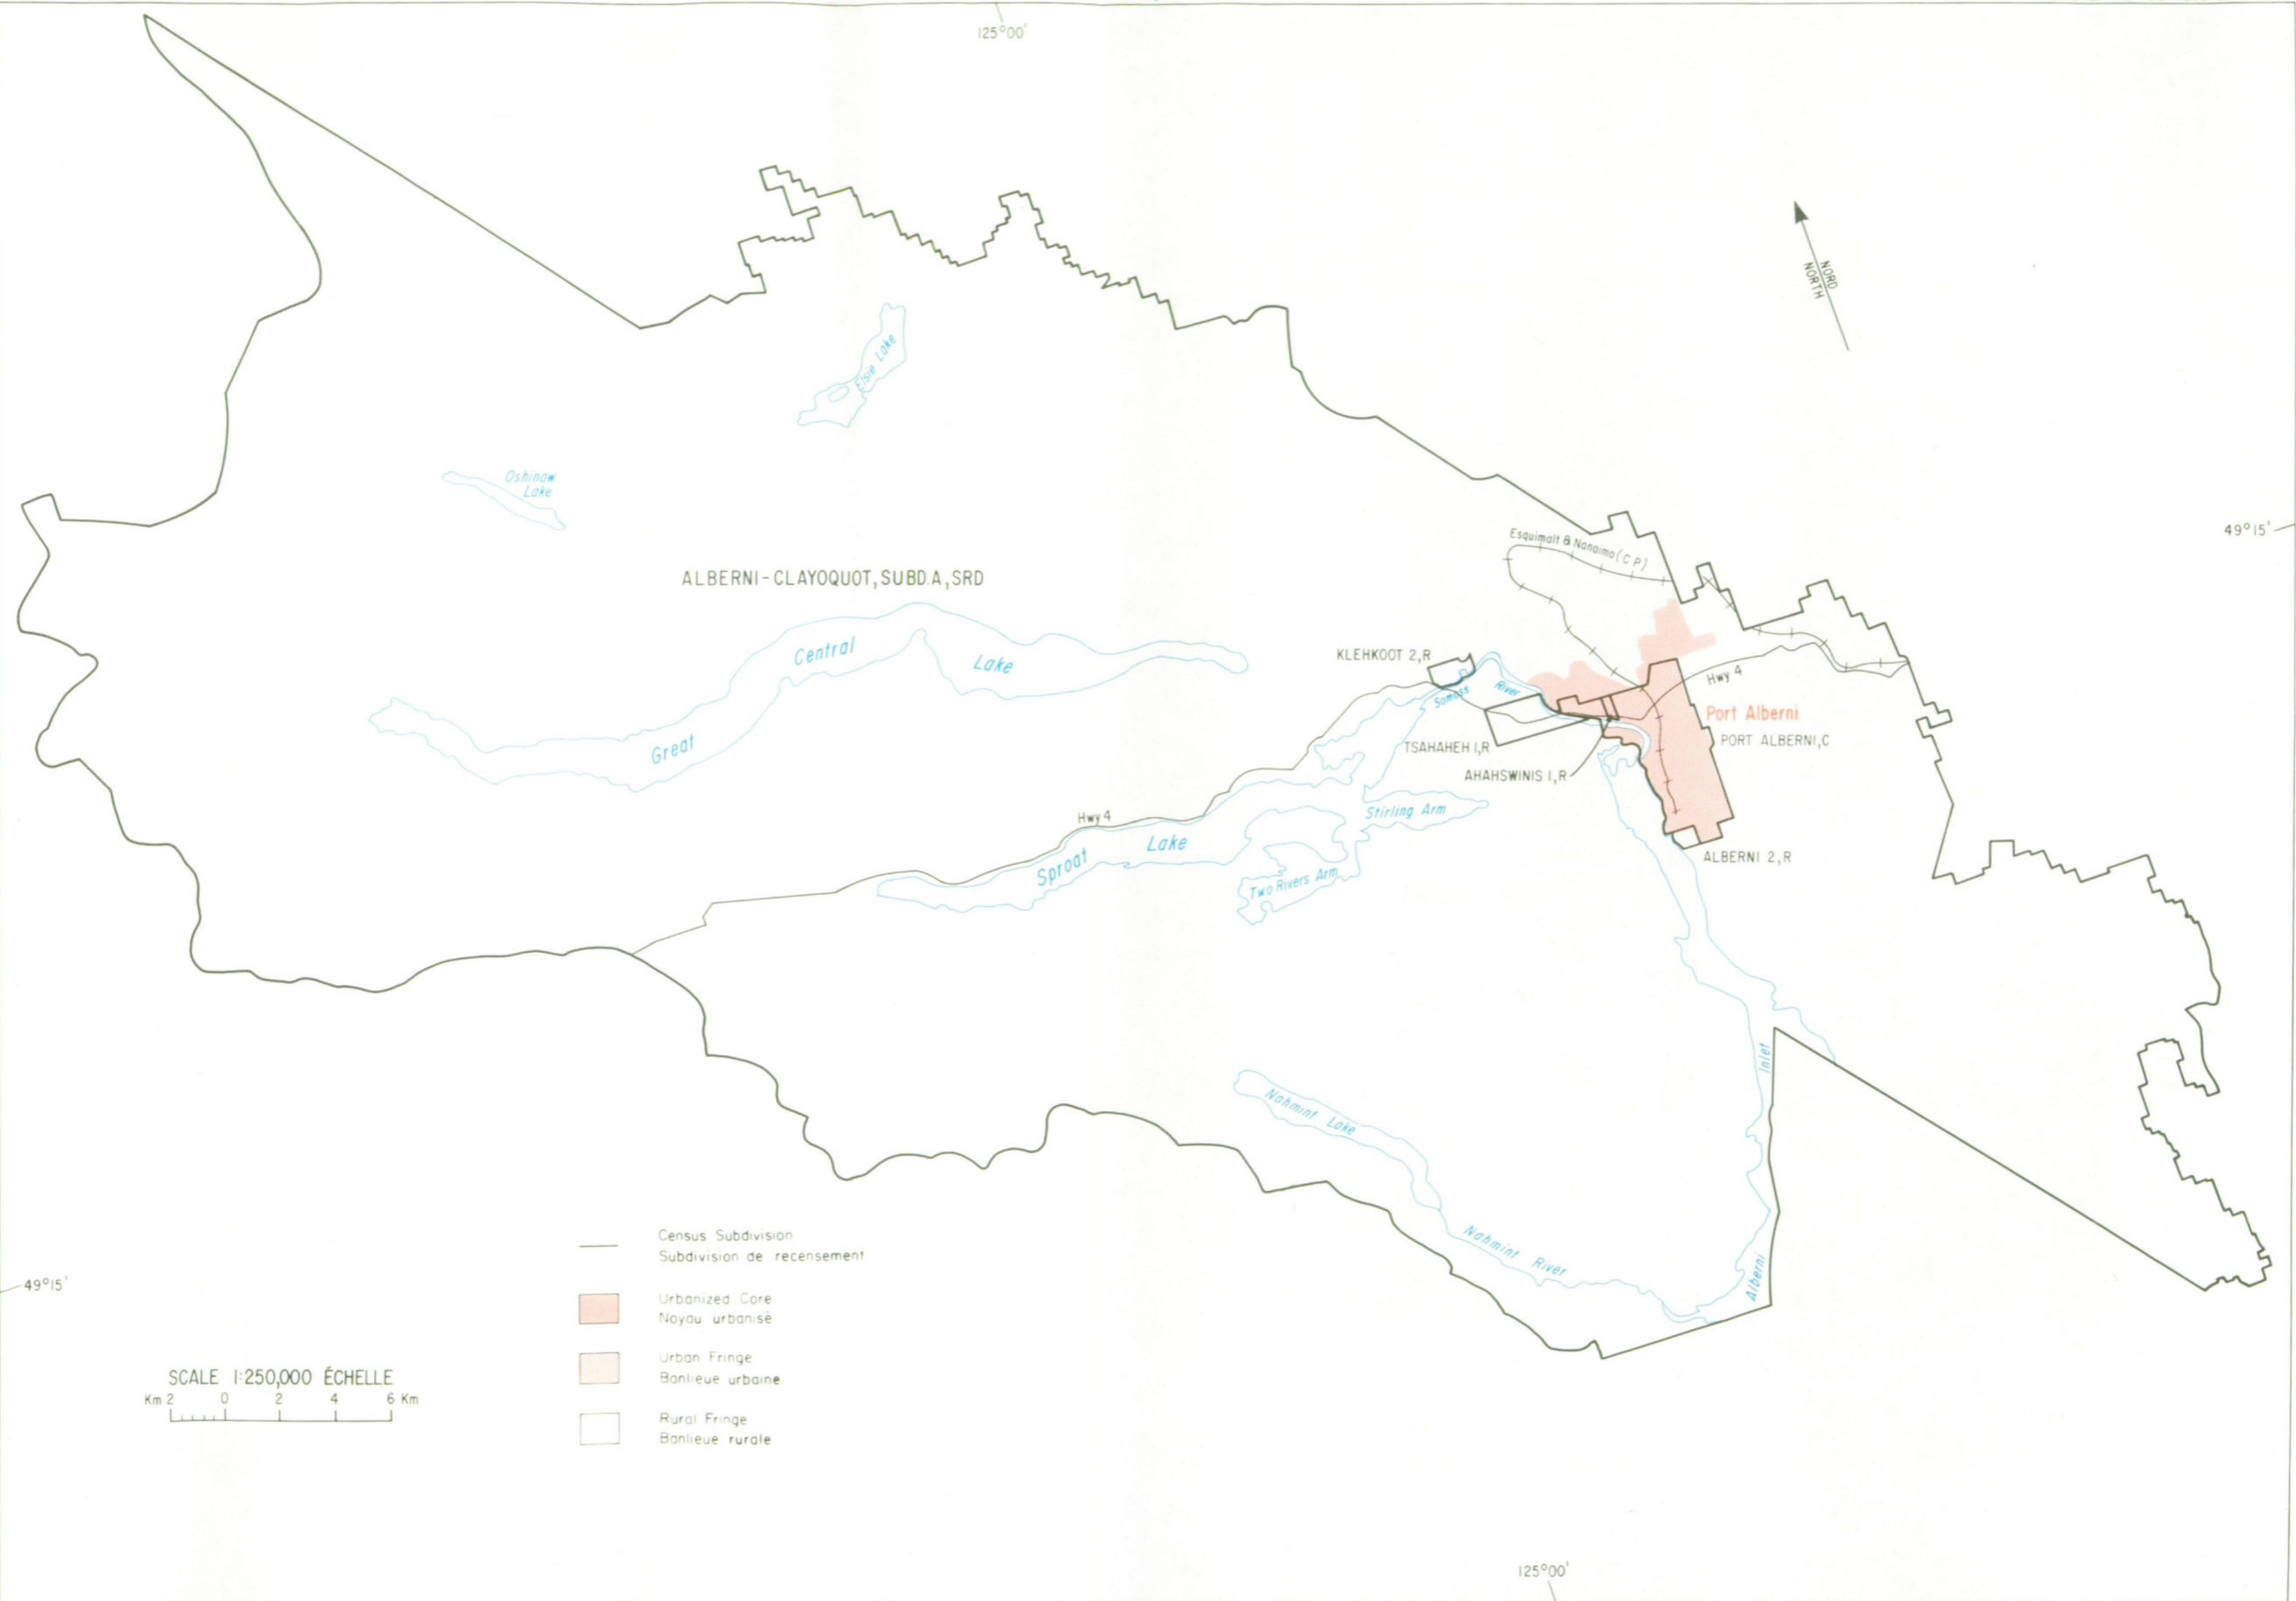 125°00'
NORD
NORTH
Elsie Lake
Oshinow
Lake
49°15'
Esquimalt & Nanaimo (C P)
ALBERNI-CLAYOQUOT, SUBD. A, SRD
Great Central Lake
KLEHKOOT 2, R
Somass River
Hwy 4
Port Alberni
PORT ALBERNI, C
TSAHAHEH 1, R
AHAHSWINIS 1, R
Stirling Arm
Hwy 4
Sproat Lake
Two Rivers Arm
ALBERNI 2, R
Alberni Inlet
Nahmint Lake
Nahmint River
49°15'
Census Subdivision
Subdivision de recensement
Urbanized Core
Noyau urbanisé
Urban Fringe
Banlieue urbaine
Rural Fringe
Banlieue rurale
SCALE 1:250,000 ÉCHELLE
Km 2 0 2 4 6 Km
125°00'